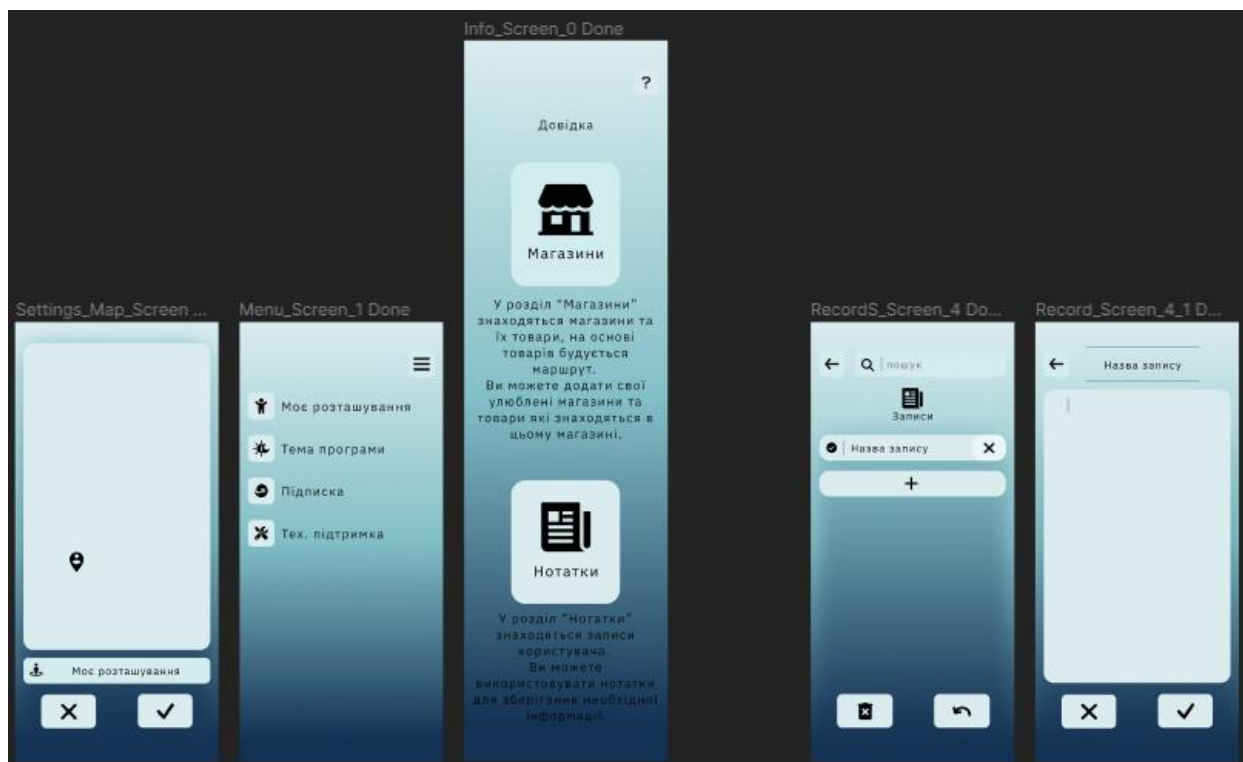 Info_Screen_0 Done
?
Довідка
Магазини
У розділ "Магазини"
знаходяться магазини та
їх товари, на основі
товарів будується
маршрут.
Ви можете додати свої
улюблені магазини та
товари які знаходяться в
цьому магазині.
Нотатки
У розділ "Нотатки"
знаходяться записи
користувача.
Ви можете
використовувати нотатки
для зберігання необхідної
інформації.
Settings_Map_Screen ...
Моє розташування
Menu_Screen_1 Done
Моє розташування
Тема програми
Підписка
Тех. підтримка
RecordS_Screen_4 Do...
пошук
Записи
Назва запису
Record_Screen_4_1 D...
Назва запису